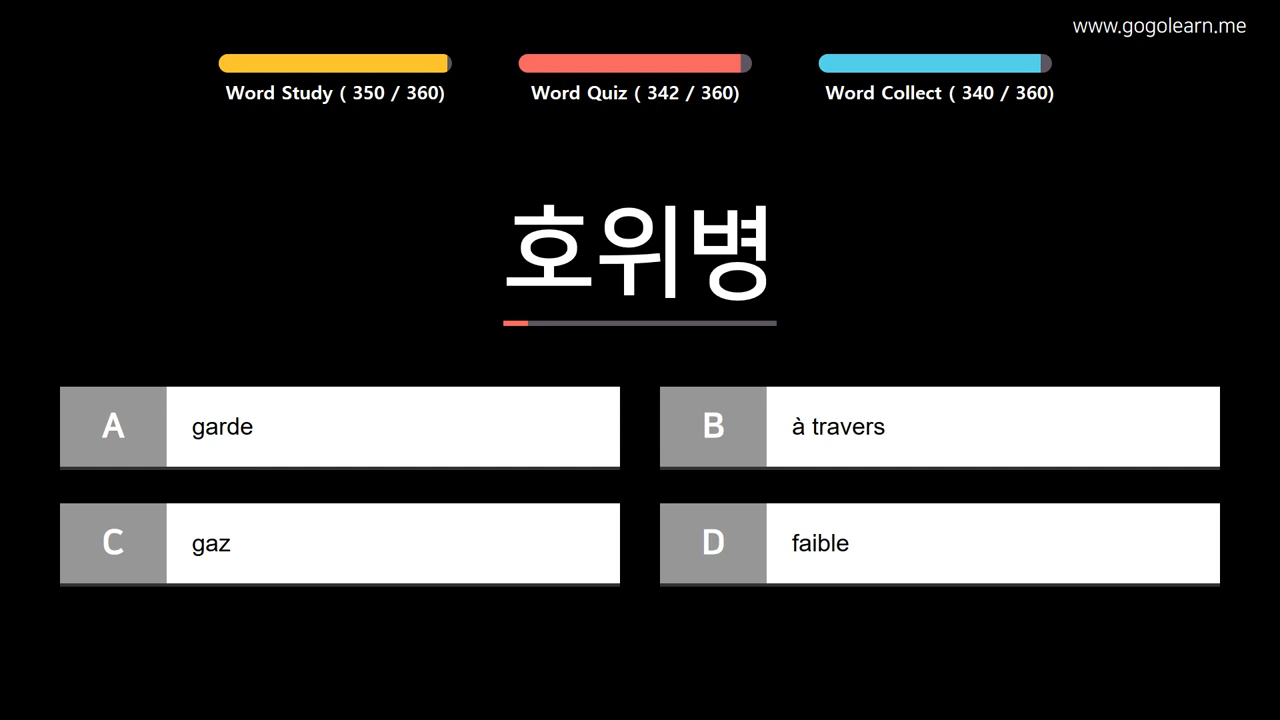 www.gogolearn.me
Word Study ( 350 / 360)
Word Quiz ( 342 / 360)
Word Collect ( 340 / 360)
호위병
A garde
B à travers
C gaz
D faible